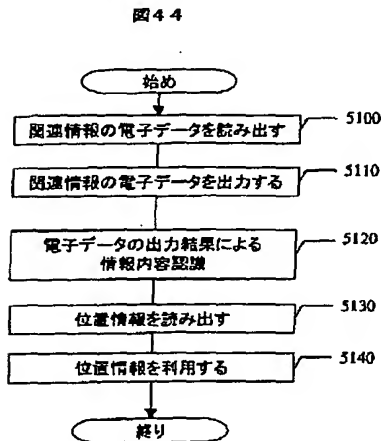 図44
始め
関連情報の電子データを読み出す 5100
関連情報の電子データを出力する 5110
電子データの出力結果による 5120
情報内容認識
位置情報を読み出す 5130
位置情報を利用する 5140
終り